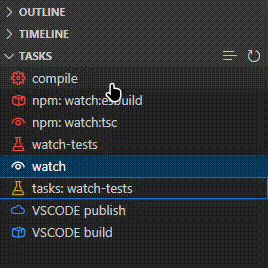 OUTLINE
TIMELINE
TASKS
compile
npm: watch:esbuild
npm: watch:tsc
watch-tests
watch
tasks: watch-tests
VSCODE publish
VSCODE build